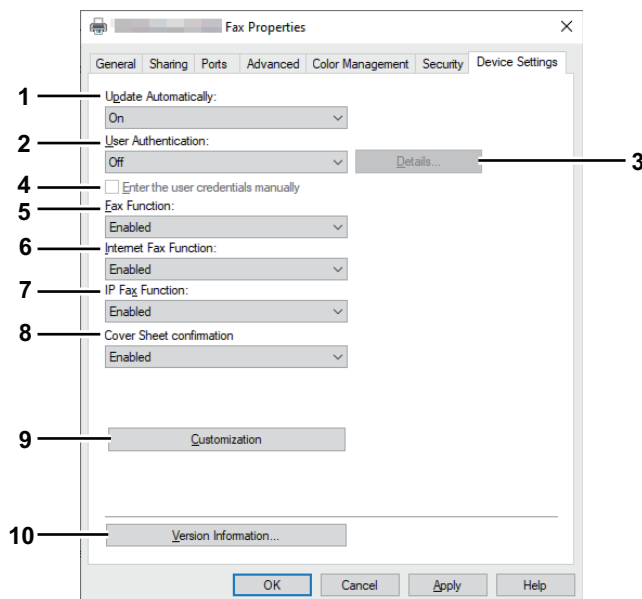 Fax Properties
General Sharing Ports Advanced Color Management Security Device Settings
1
Update Automatically:
On
2
User Authentication:
Off
Details...
3
4
Enter the user credentials manually
5
Fax Function:
Enabled
6
Internet Fax Function:
Enabled
7
IP Fax Function:
Enabled
8
Cover Sheet confirmation
Enabled
9
Customization
10
Version Information...
OK Cancel Apply Help